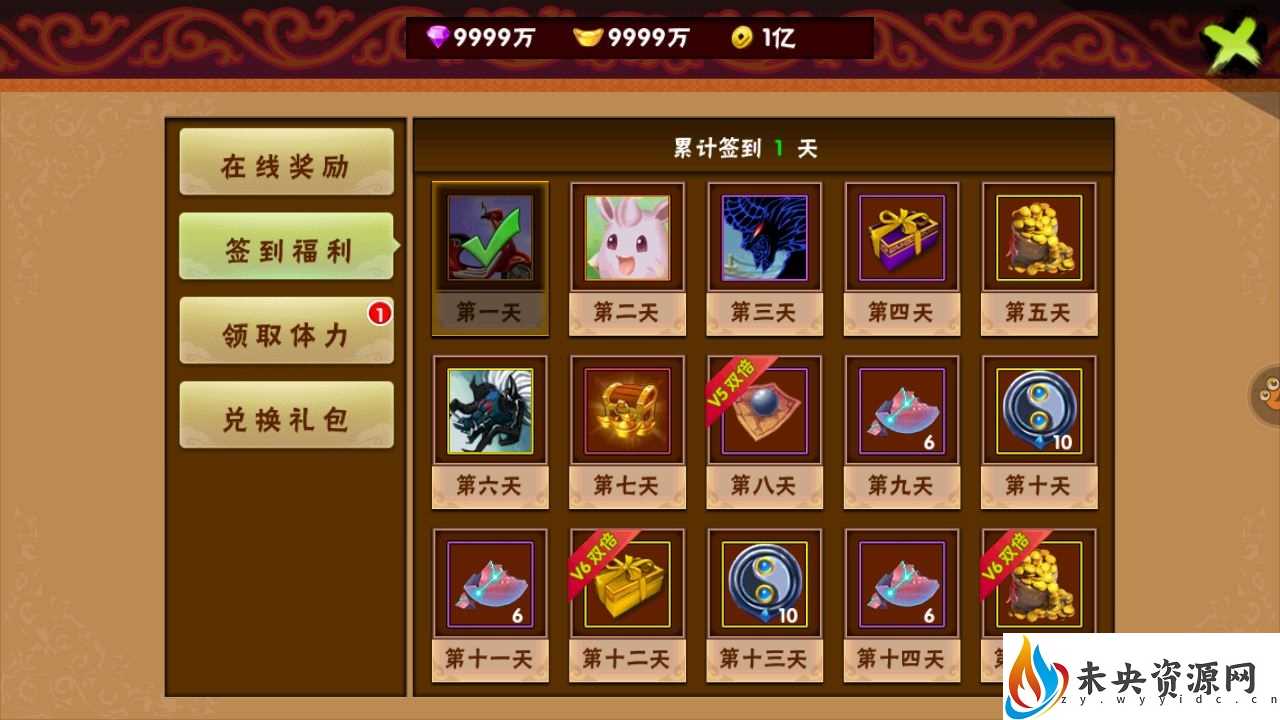 9999万 9999万 1亿
在线奖励
签到福利
领取体力 1
兑换礼包
累计签到 1 天
第一天 第二天 第三天 第四天 第五天
V5双倍
6 10
第六天 第七天 第八天 第九天 第十天
V6双倍 V6双倍
6 10 6
第十一天 第十二天 第十三天 第十四天 第
未央资源网
zy.wyyidc.cn